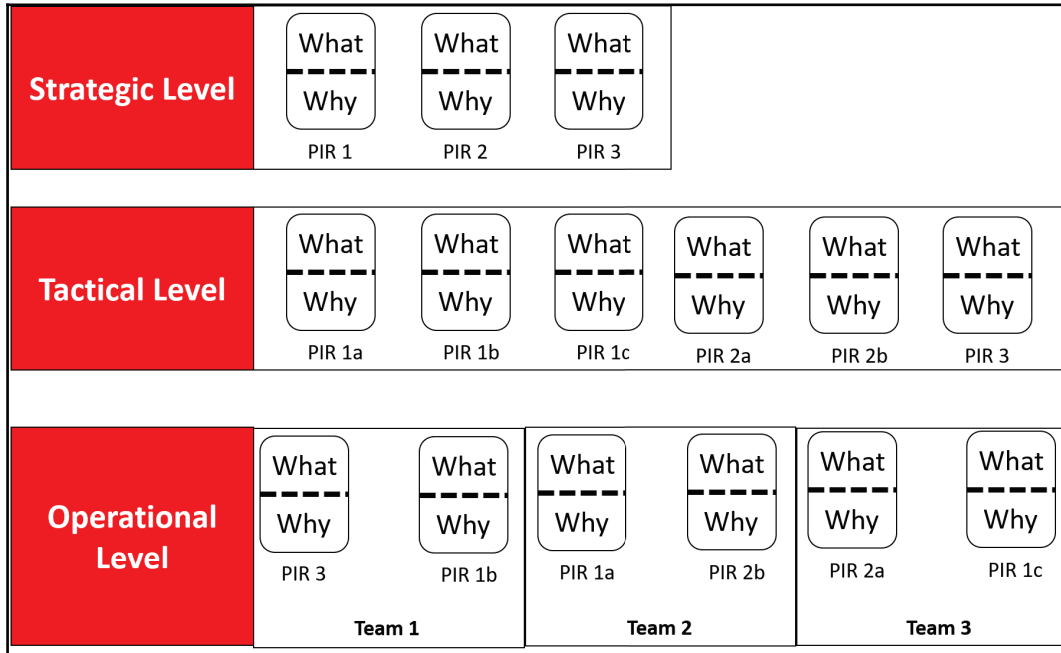 Strategic Level
What
Why
PIR 1
What
Why
PIR 2
What
Why
PIR 3
Tactical Level
What
Why
PIR 1a
What
Why
PIR 1b
What
Why
PIR 1c
What
Why
PIR 2a
What
Why
PIR 2b
What
Why
PIR 3
Operational
Level
What
Why
PIR 3
What
Why
PIR 1b
Team 1
What
Why
PIR 1a
What
Why
PIR 2b
Team 2
What
Why
PIR 2a
What
Why
PIR 1c
Team 3